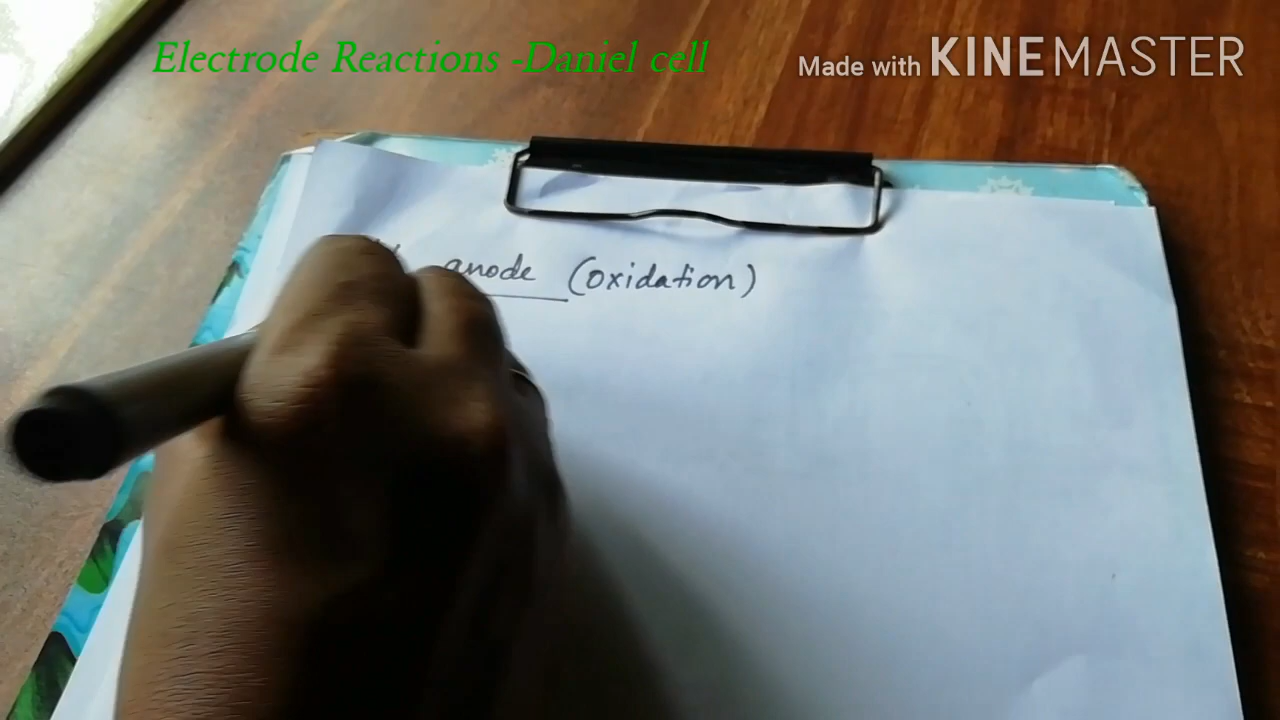 Electrode Reactions -Daniel cell
Made with KINEMASTER
anode (oxidation)